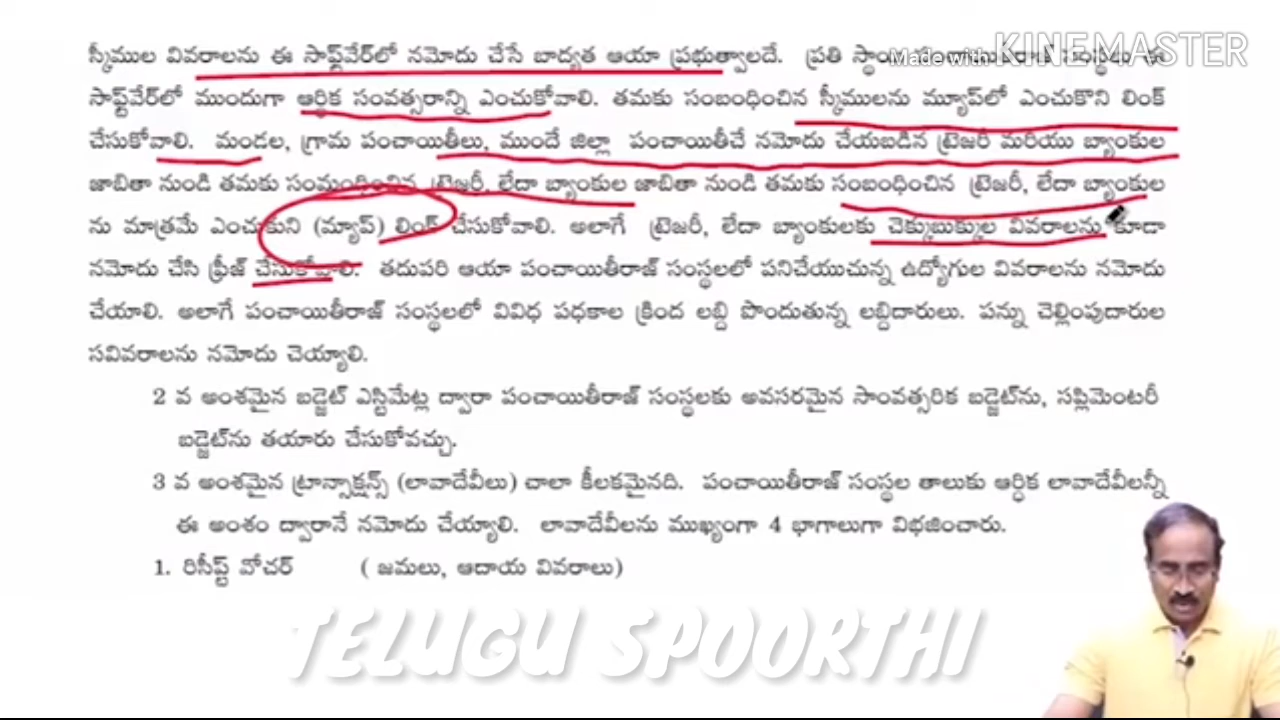 స్కీముల వివరాలను ఈ సాఫ్ట్‌వేర్‌లో నమోదు చేసే బాద్యత ఆయా ప్రభుత్వాలదే. ప్రతి
Made with KINEMASTER
సాఫ్ట్‌వేర్‌లో ముందుగా ఆర్థిక సంవత్సరాన్ని ఎంచుకోవాలి. తమకు సంబంధించిన స్కీములను మ్యాప్‌లో ఎంచుకొని లింక్
చేసుకోవాలి. మండల, గ్రామ పంచాయితీలు, ముందే జిల్లా పంచాయితీచే నమోదు చేయబడిన ట్రెజరీ మరియు బ్యాంకుల
జాబితా నుండి తమకు సంబంధించిన ట్రెజరీ, లేదా బ్యాంకుల జాబితా నుండి తమకు సంబంధించిన ట్రెజరీ, లేదా బ్యాంకుల
ను మాత్రమే ఎంచుకుని (మ్యాప్) లింక్ చేసుకోవాలి. అలాగే ట్రెజరీ, లేదా బ్యాంకులకు చెక్కుబుక్కుల వివరాలను కూడా
నమోదు చేసి ఫ్రీజ్ చేసుకోవాలి. తదుపరి ఆయా పంచాయితీరాజ్ సంస్థలలో పనిచేయుచున్న ఉద్యోగుల వివరాలను నమోదు
చేయాలి. అలాగే పంచాయితీరాజ్ సంస్థలలో వివిధ పధకాల క్రింద లబ్ది పొందుతున్న లబ్దిదారులు. పన్ను చెల్లింపుదారుల
సవివరాలను నమోదు చెయ్యాలి.
2 వ అంశమైన బడ్జెట్ ఎస్టిమేట్ల ద్వారా పంచాయితీరాజ్ సంస్థలకు అవసరమైన సాంవత్సరిక బడ్జెట్‌ను, సప్లిమెంటరీ
బడ్జెట్‌ను తయారు చేసుకోవచ్చు.
3 వ అంశమైన ట్రాన్సాక్షన్స్ (లావాదేవీలు) చాలా కీలకమైనది. పంచాయితీరాజ్ సంస్థల తాలుకు ఆర్ధిక లావాదేవీలన్నీ
ఈ అంశం ద్వారానే నమోదు చేయ్యాలి. లావాదేవీలను ముఖ్యంగా 4 భాగాలుగా విభజించారు.
1. రిసీప్ట్ వోచర్ ( జమలు, ఆదాయ వివరాలు)
TELUGU SPOORTHI